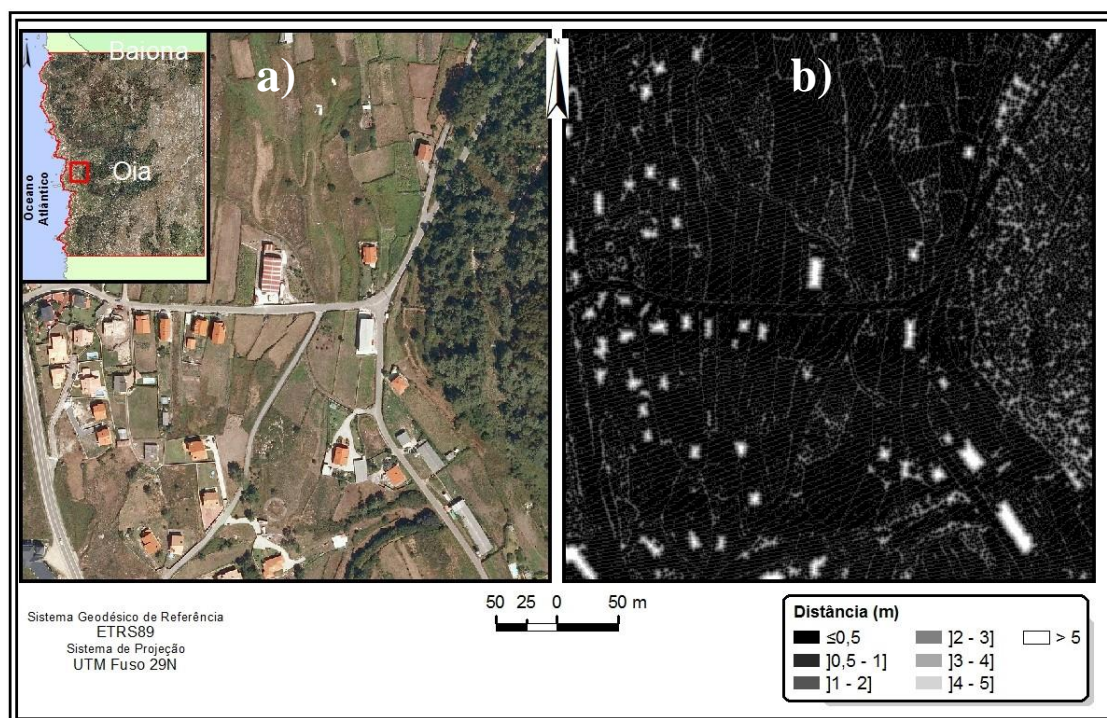 Baiona
Oia
Oceano
Atlântico
a)
N
b)
Sistema Geodésico de Referência
ETRS89
Sistema de Projeção
UTM Fuso 29N
50 25 0 50 m
Distância (m)
≤0,5
]0,5 - 1]
]1 - 2]
]2 - 3]
]3 - 4]
]4 - 5]
> 5